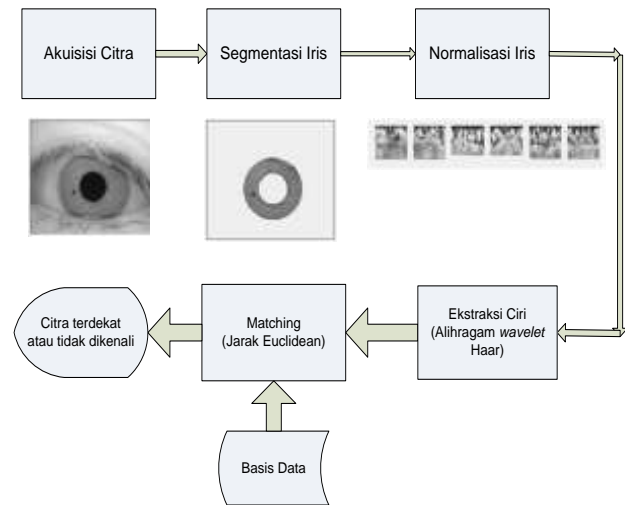 Akuisisi Citra
Segmentasi Iris
Normalisasi Iris
Citra terdekat
atau tidak dikenali
Matching
(Jarak Euclidean)
Ekstraksi Ciri
(Alihragam wavelet
Haar)
Basis Data